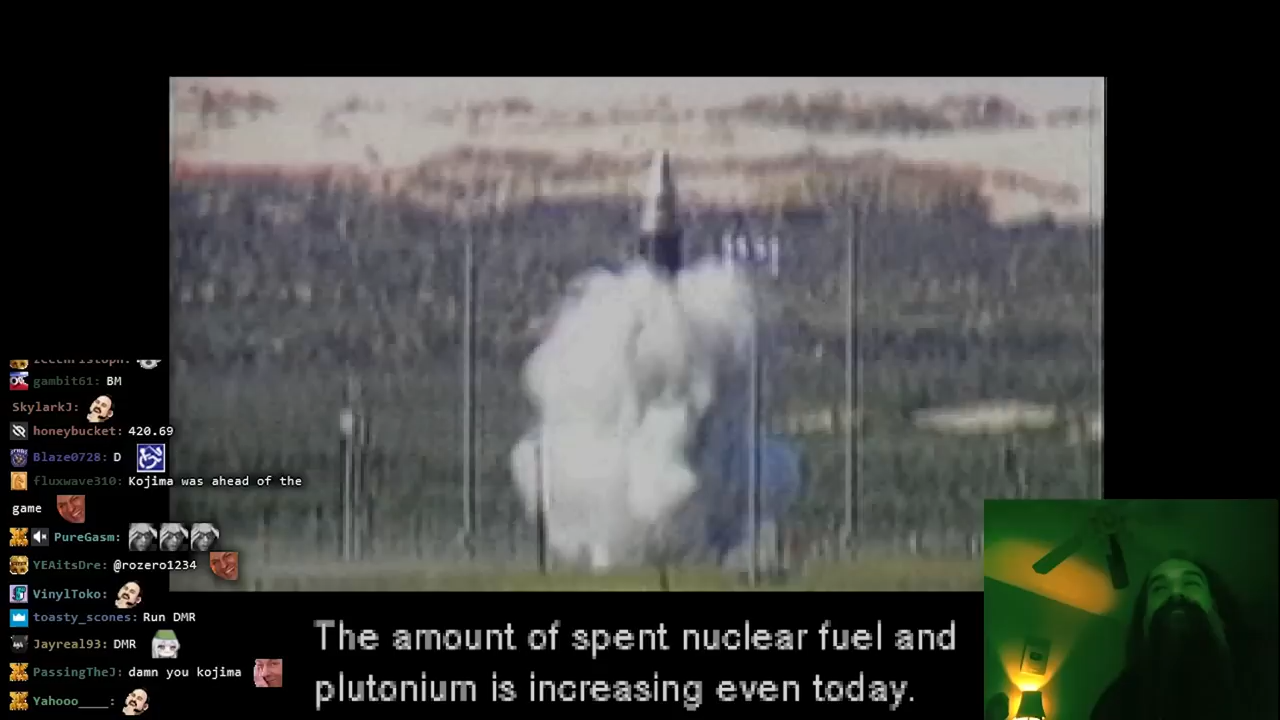 gambit61: BM
SkylarkJ:
honeybucket: 420.69
Blaze0728: D
fluxwave310: Kojima was ahead of the
game
PureGasm:
YEAitsDre: @rozero1234
VinylToko:
toasty_scones: Run DMR
Jayreal93: DMR
PassingTheJ: damn you kojima
Yahooo____:
The amount of spent nuclear fuel and
plutonium is increasing even today.